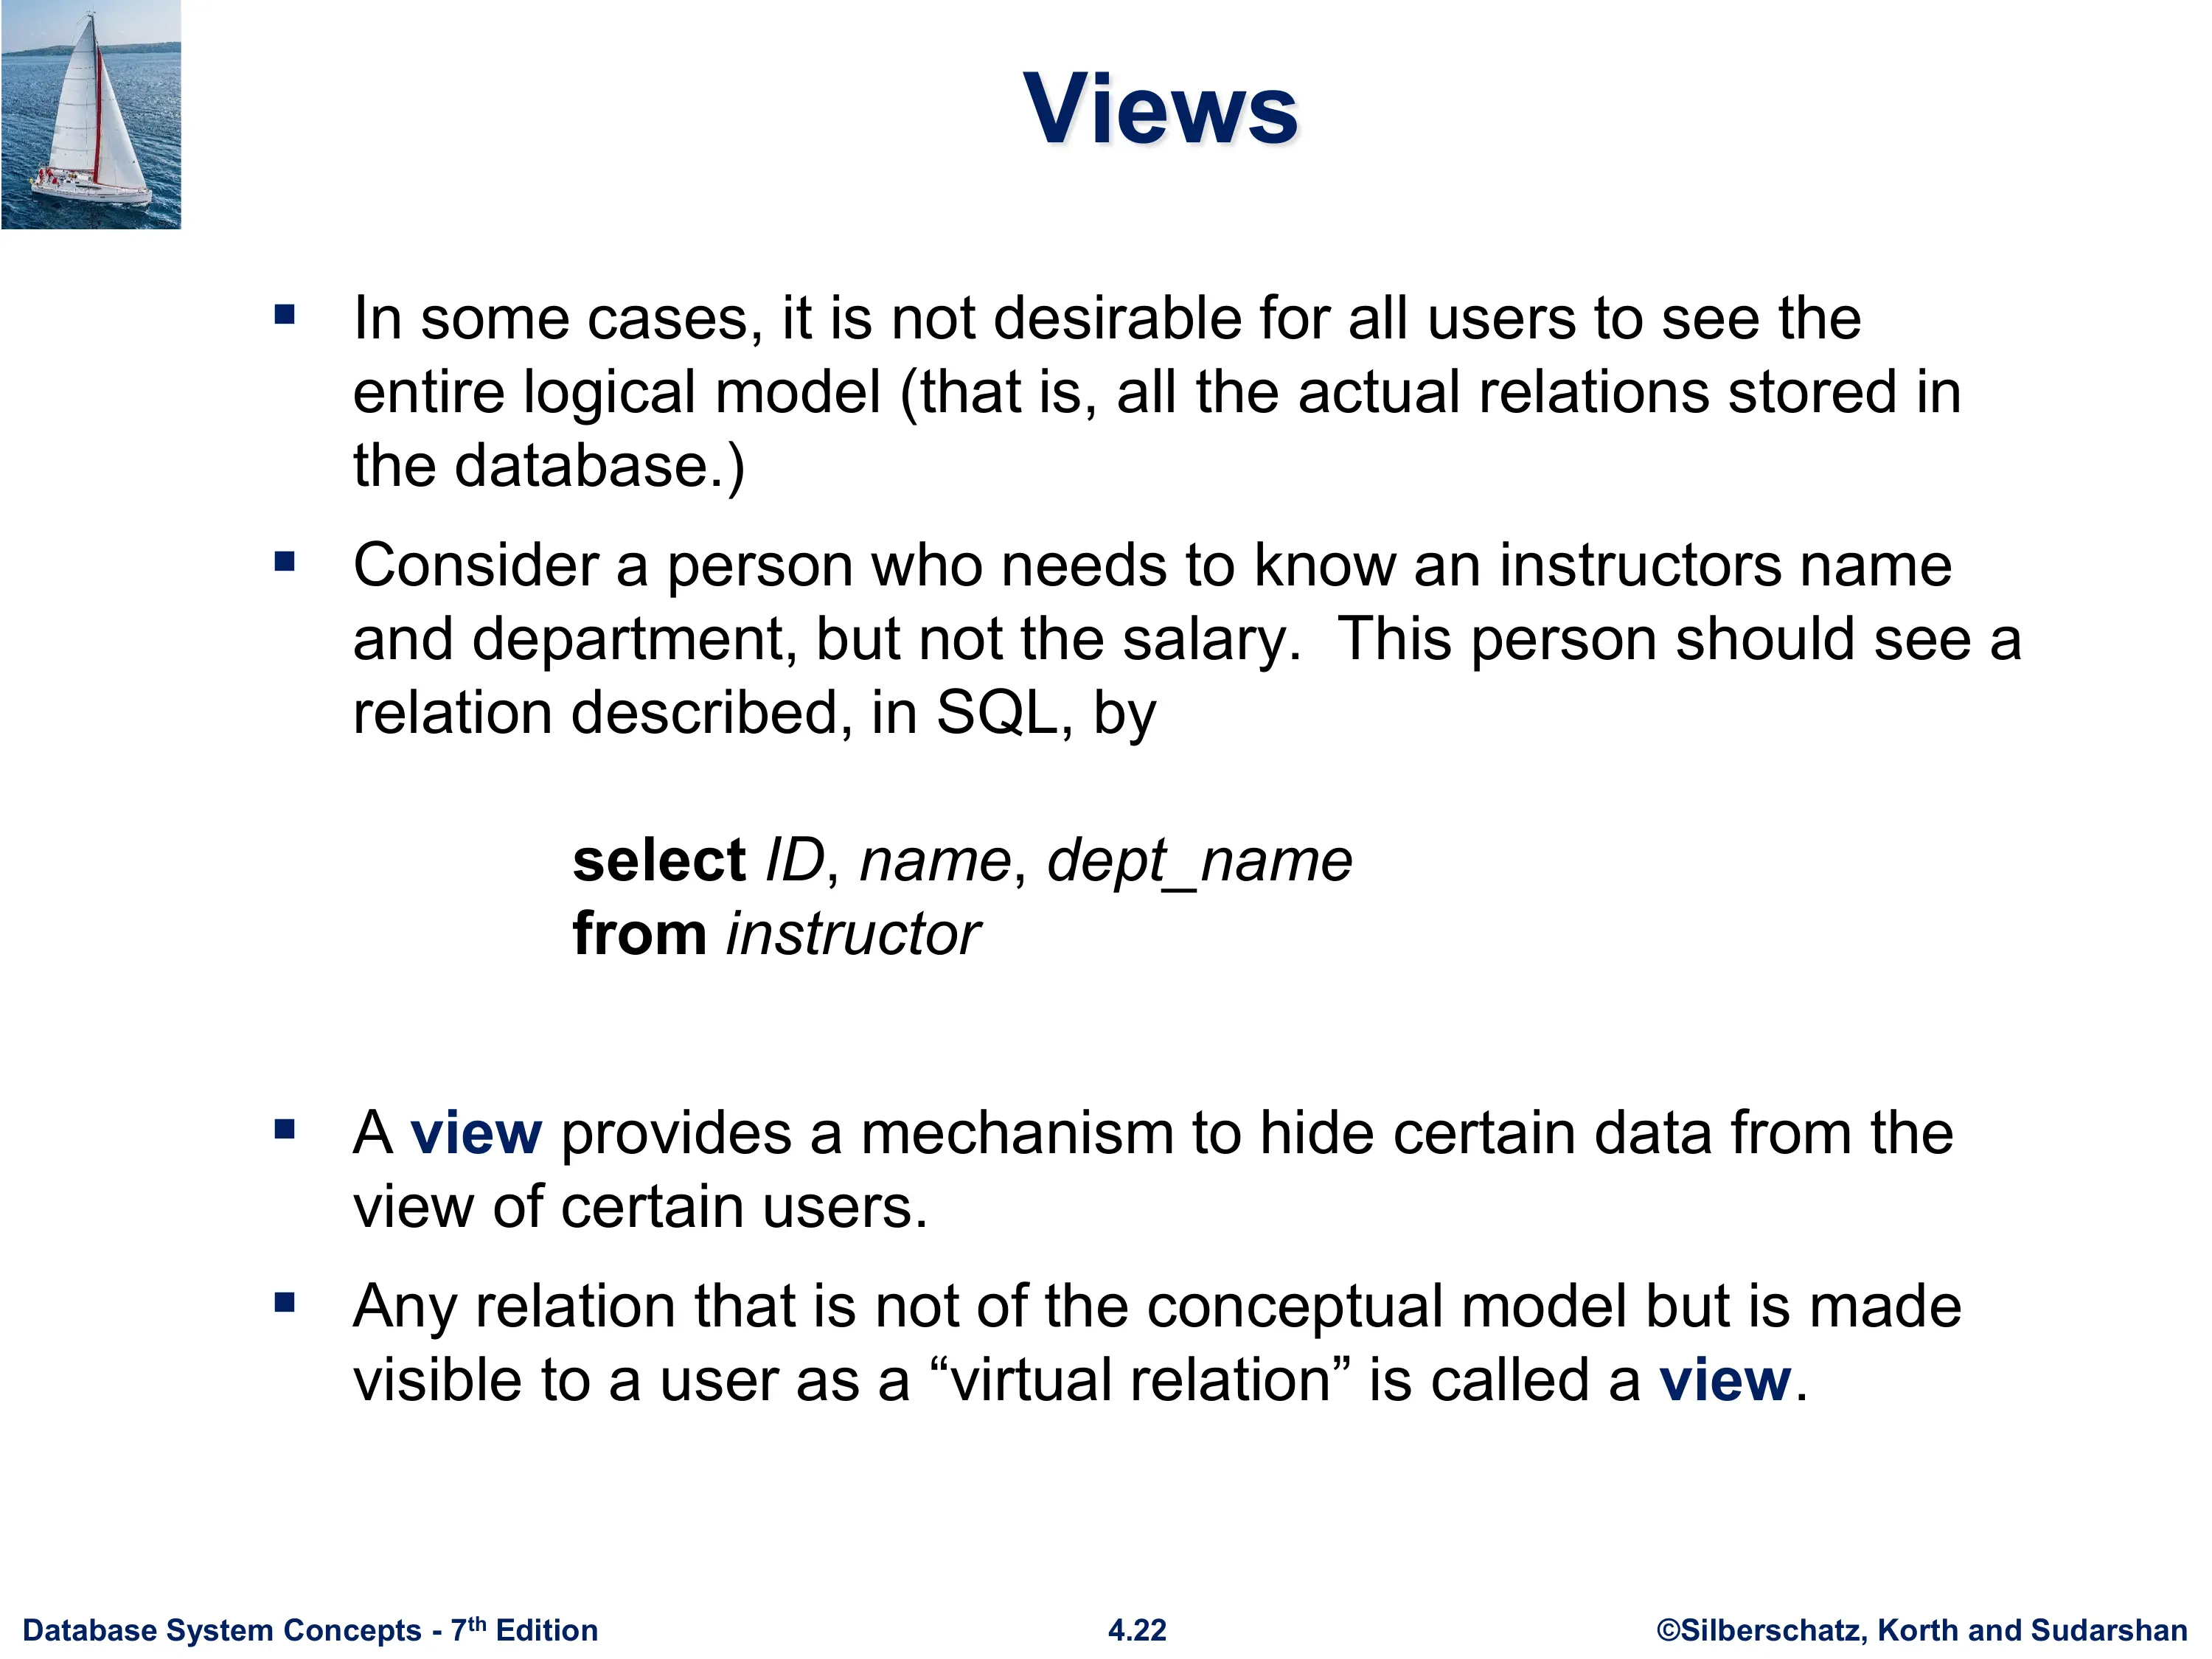 Views
▪ In some cases, it is not desirable for all users to see the
entire logical model (that is, all the actual relations stored in
the database.)
▪ Consider a person who needs to know an instructors name
and department, but not the salary.  This person should see a
relation described, in SQL, by
select ID, name, dept_name
from instructor
▪ A view provides a mechanism to hide certain data from the
view of certain users.
▪ Any relation that is not of the conceptual model but is made
visible to a user as a “virtual relation” is called a view.
Database System Concepts - 7th Edition 4.22 ©Silberschatz, Korth and Sudarshan